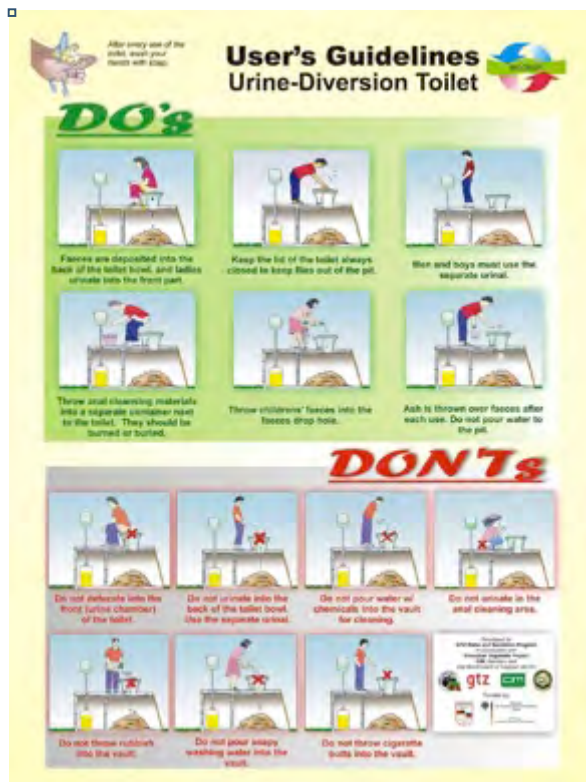 After every use of the
toilet, wash your
hands with soap.
User's Guidelines
Urine-Diversion Toilet
DO's
Faeces are deposited into the
back of the toilet bowl, and ladies
urinate into the front part.
Keep the lid of the toilet always
closed to keep flies out of the pit.
Men and boys must use the
separate urinal.
Throw anal cleansing materials
into a separate container next
to the toilet. They should be
burned or buried.
Throw childrens' faeces into the
faeces drop hole.
Ash is thrown over faeces after
each use. Do not pour water to
the pit.
DON'Ts
Do not defecate into the
front (urine chamber)
of the toilet.
Do not urinate into the
back of the toilet bowl.
Use the separate urinal.
Do not pour water w/
chemicals into the vault
for cleaning.
Do not urinate in the
anal cleaning area.
Do not throw rubbish
into the vault.
Do not pour soapy
washing water into the
vault.
Do not throw cigarette
butts into the vault.
gtz